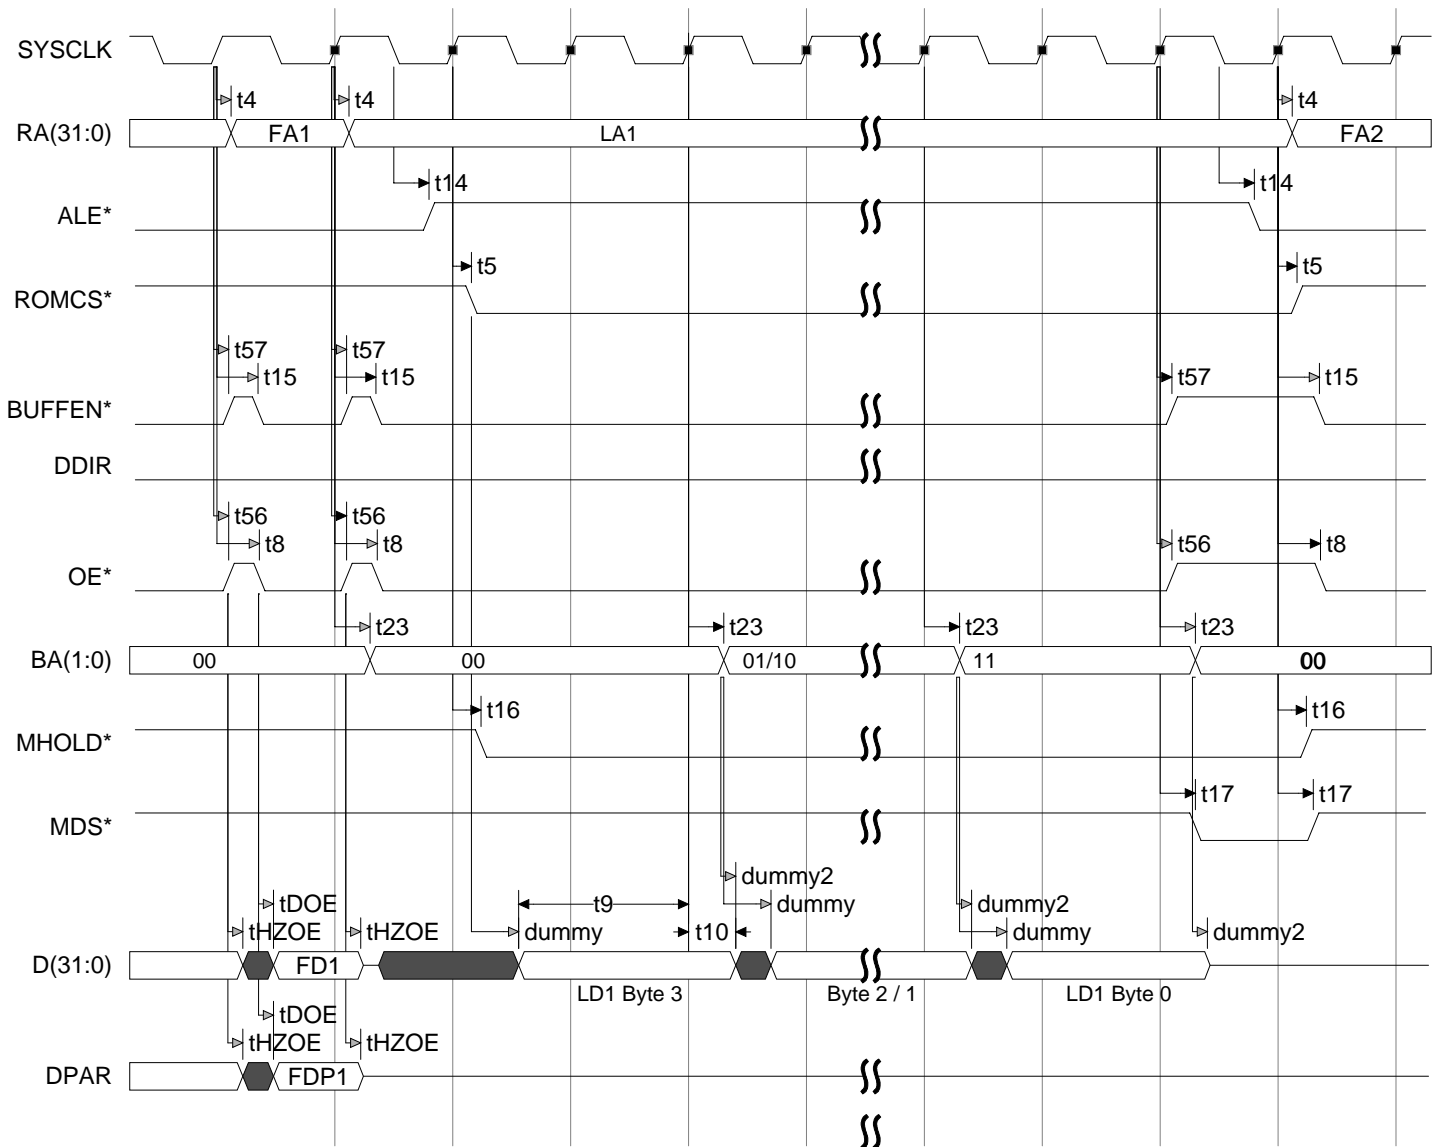 SYSCLK
t4 t4 t4
RA(31:0) FA1 LA1 FA2
t14 t14
ALE*
t5 t5
ROMCS*
t57 t57 t57 t15
t15 t15
BUFFEN*
DDIR
t56 t56 t56 t8
t8 t8
OE*
t23 t23 t23 t23
BA(1:0) 00 00 01/10 11 00
t16 t16
MHOLD*
t17 t17
MDS*
dummy2
tDOE t9 dummy dummy2
tHZOE tHZOE dummy t10 dummy dummy2
D(31:0) FD1
LD1 Byte 3 Byte 2 / 1 LD1 Byte 0
tDOE
tHZOE tHZOE
DPAR FDP1